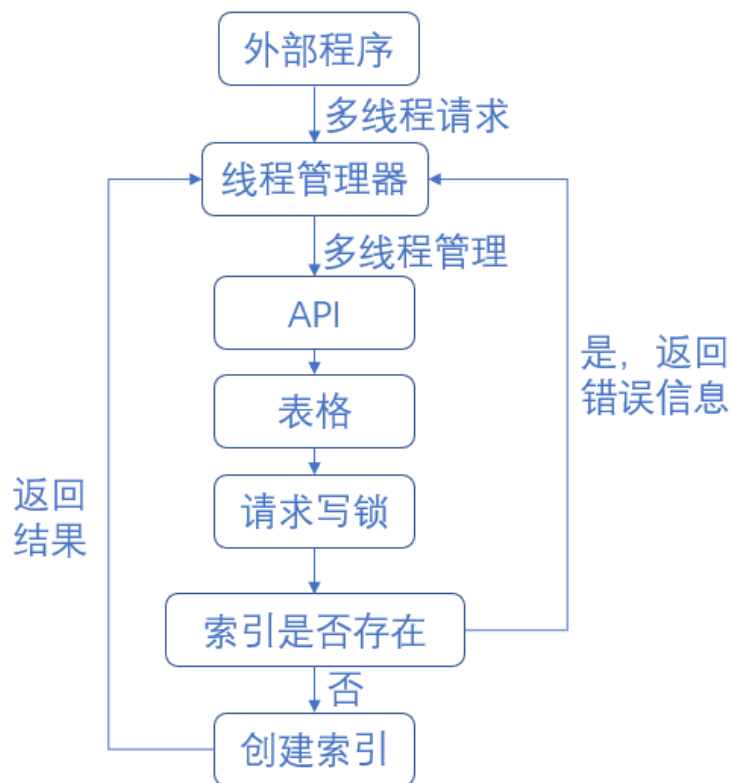 外部程序
多线程请求
线程管理器
多线程管理
API
是，返回
错误信息
表格
返回
结果
请求写锁
索引是否存在
否
创建索引